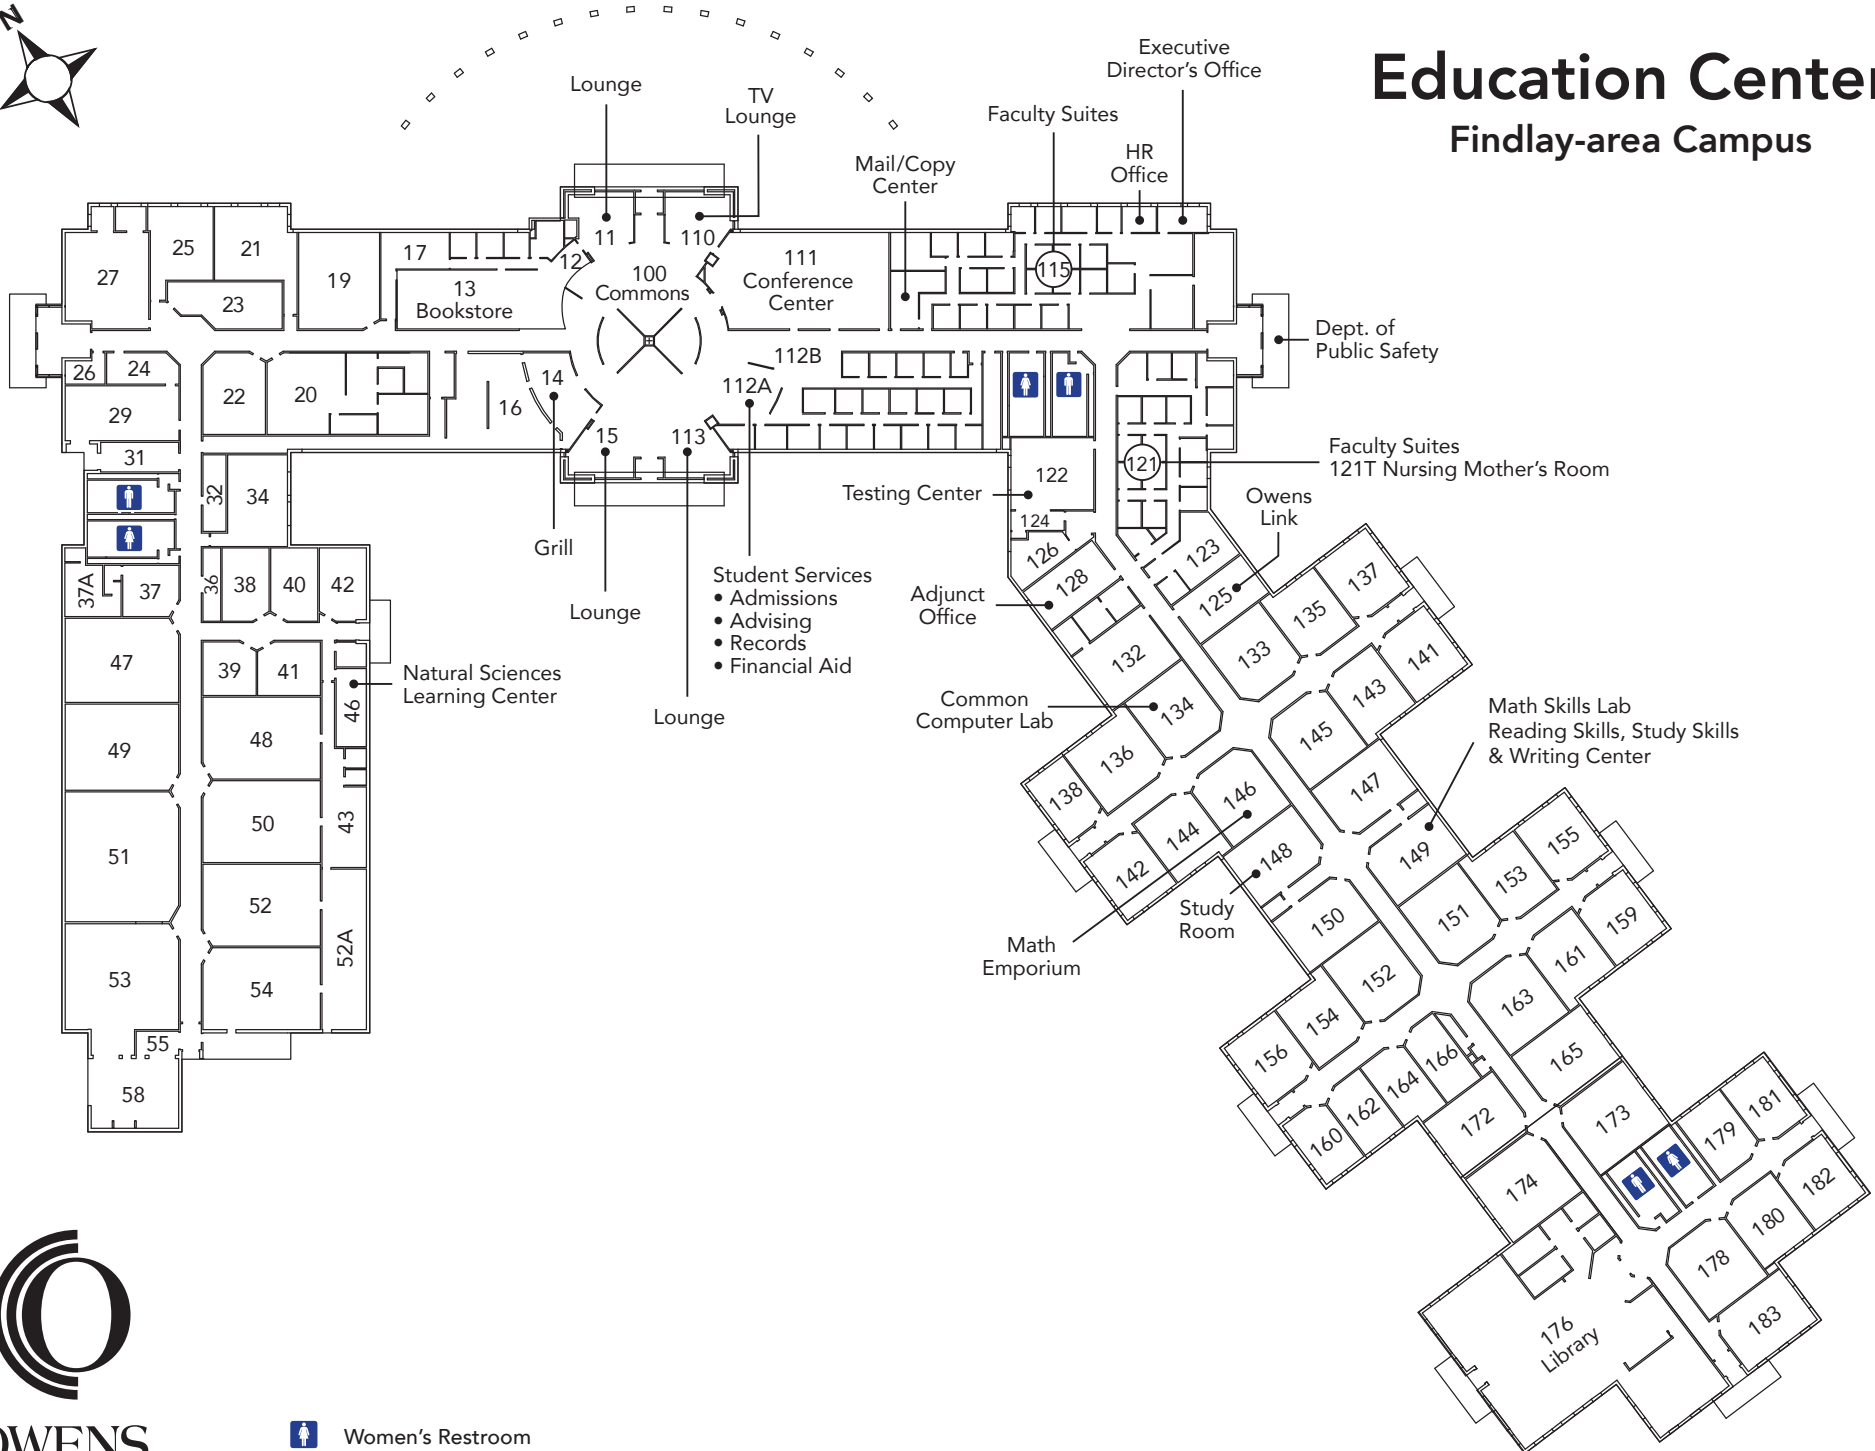 N
Education Center
Findlay-area Campus
Lounge
TV
Lounge
Mail/Copy
Center
Faculty Suites
Executive
Director's Office
HR
Office
27
25
21
23
19
17
13
Bookstore
12
11
110
100
Commons
111
Conference
Center
115
Dept. of
Public Safety
26
24
29
22
20
16
14
15
113
112A
112B
31
32
34
122
Testing Center
124
121
Faculty Suites
121T Nursing Mother's Room
Owens
Link
Grill
Lounge
Student Services
• Admissions
• Advising
• Records
• Financial Aid
Lounge
37A
37
36
38
40
42
47
39
41
46
Natural Sciences
Learning Center
49
48
51
50
43
53
52
52A
54
55
58
126
128
Adjunct
Office
123
125
132
133
135
137
141
143
145
147
Common
Computer Lab
134
136
138
142
144
146
148
149
Math Skills Lab
Reading Skills, Study Skills
& Writing Center
Study
Room
Math
Emporium
150
151
153
155
159
161
163
165
152
154
156
160
162
164
166
172
173
174
179
181
182
180
178
183
176
Library
OWENS
Women's Restroom